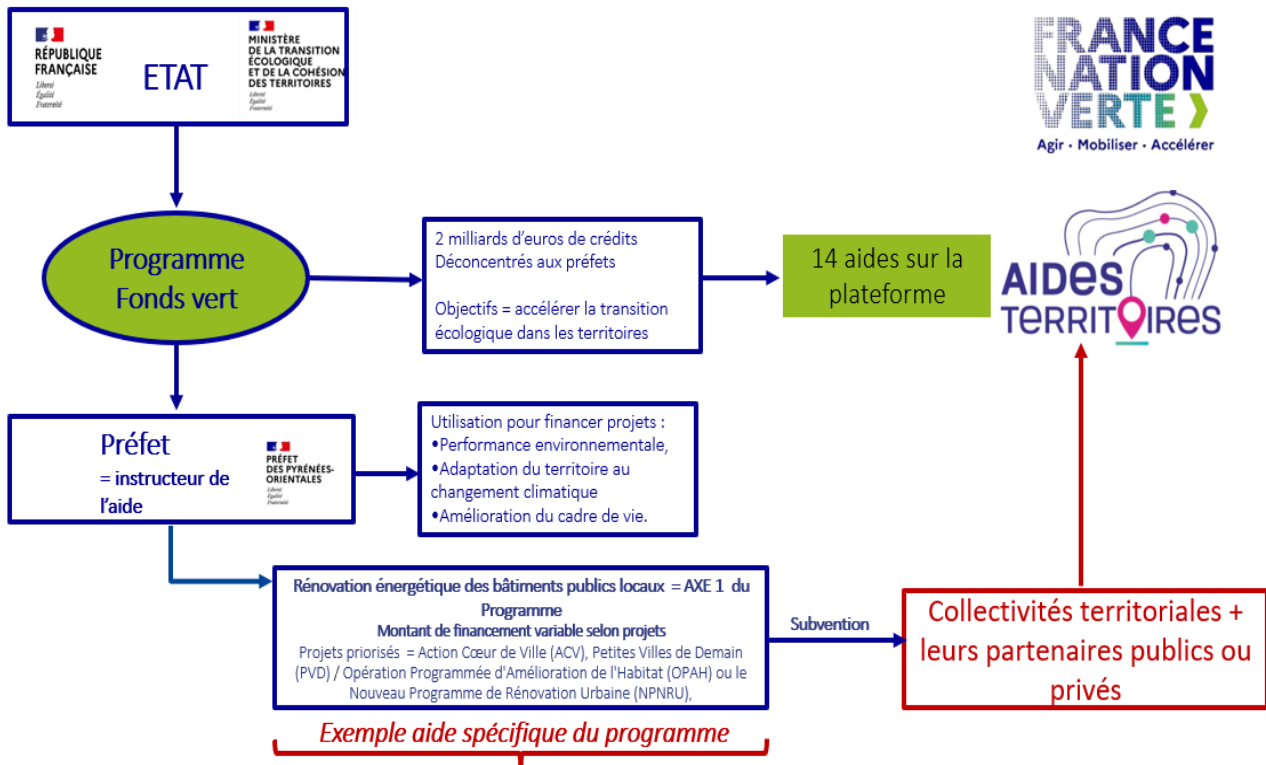 RÉPUBLIQUE
FRANÇAISE
Liberté
Égalité
Fraternité
ETAT
MINISTÈRE
DE LA TRANSITION
ÉCOLOGIQUE
ET DE LA COHÉSION
DES TERRITOIRES
Liberté
Égalité
Fraternité
FRANCE
NATION
VERTE
Agir · Mobiliser · Accélérer
Programme
Fonds vert
2 milliards d'euros de crédits
Déconcentrés aux préfets
Objectifs = accélérer la transition
écologique dans les territoires
14 aides sur la
plateforme
AIDES
TERRITOIRES
Préfet
= instructeur de
l'aide
PRÉFET
DES PYRÉNÉES-
ORIENTALES
Liberté
Égalité
Fraternité
Utilisation pour financer projets :
•Performance environnementale,
•Adaptation du territoire au
changement climatique
•Amélioration du cadre de vie.
Rénovation énergétique des bâtiments publics locaux = AXE 1 du
Programme
Montant de financement variable selon projets
Projets priorisés = Action Cœur de Ville (ACV), Petites Villes de Demain
(PVD) / Opération Programmée d'Amélioration de l'Habitat (OPAH) ou le
Nouveau Programme de Rénovation Urbaine (NPNRU),
Subvention
Collectivités territoriales +
leurs partenaires publics ou
privés
Exemple aide spécifique du programme